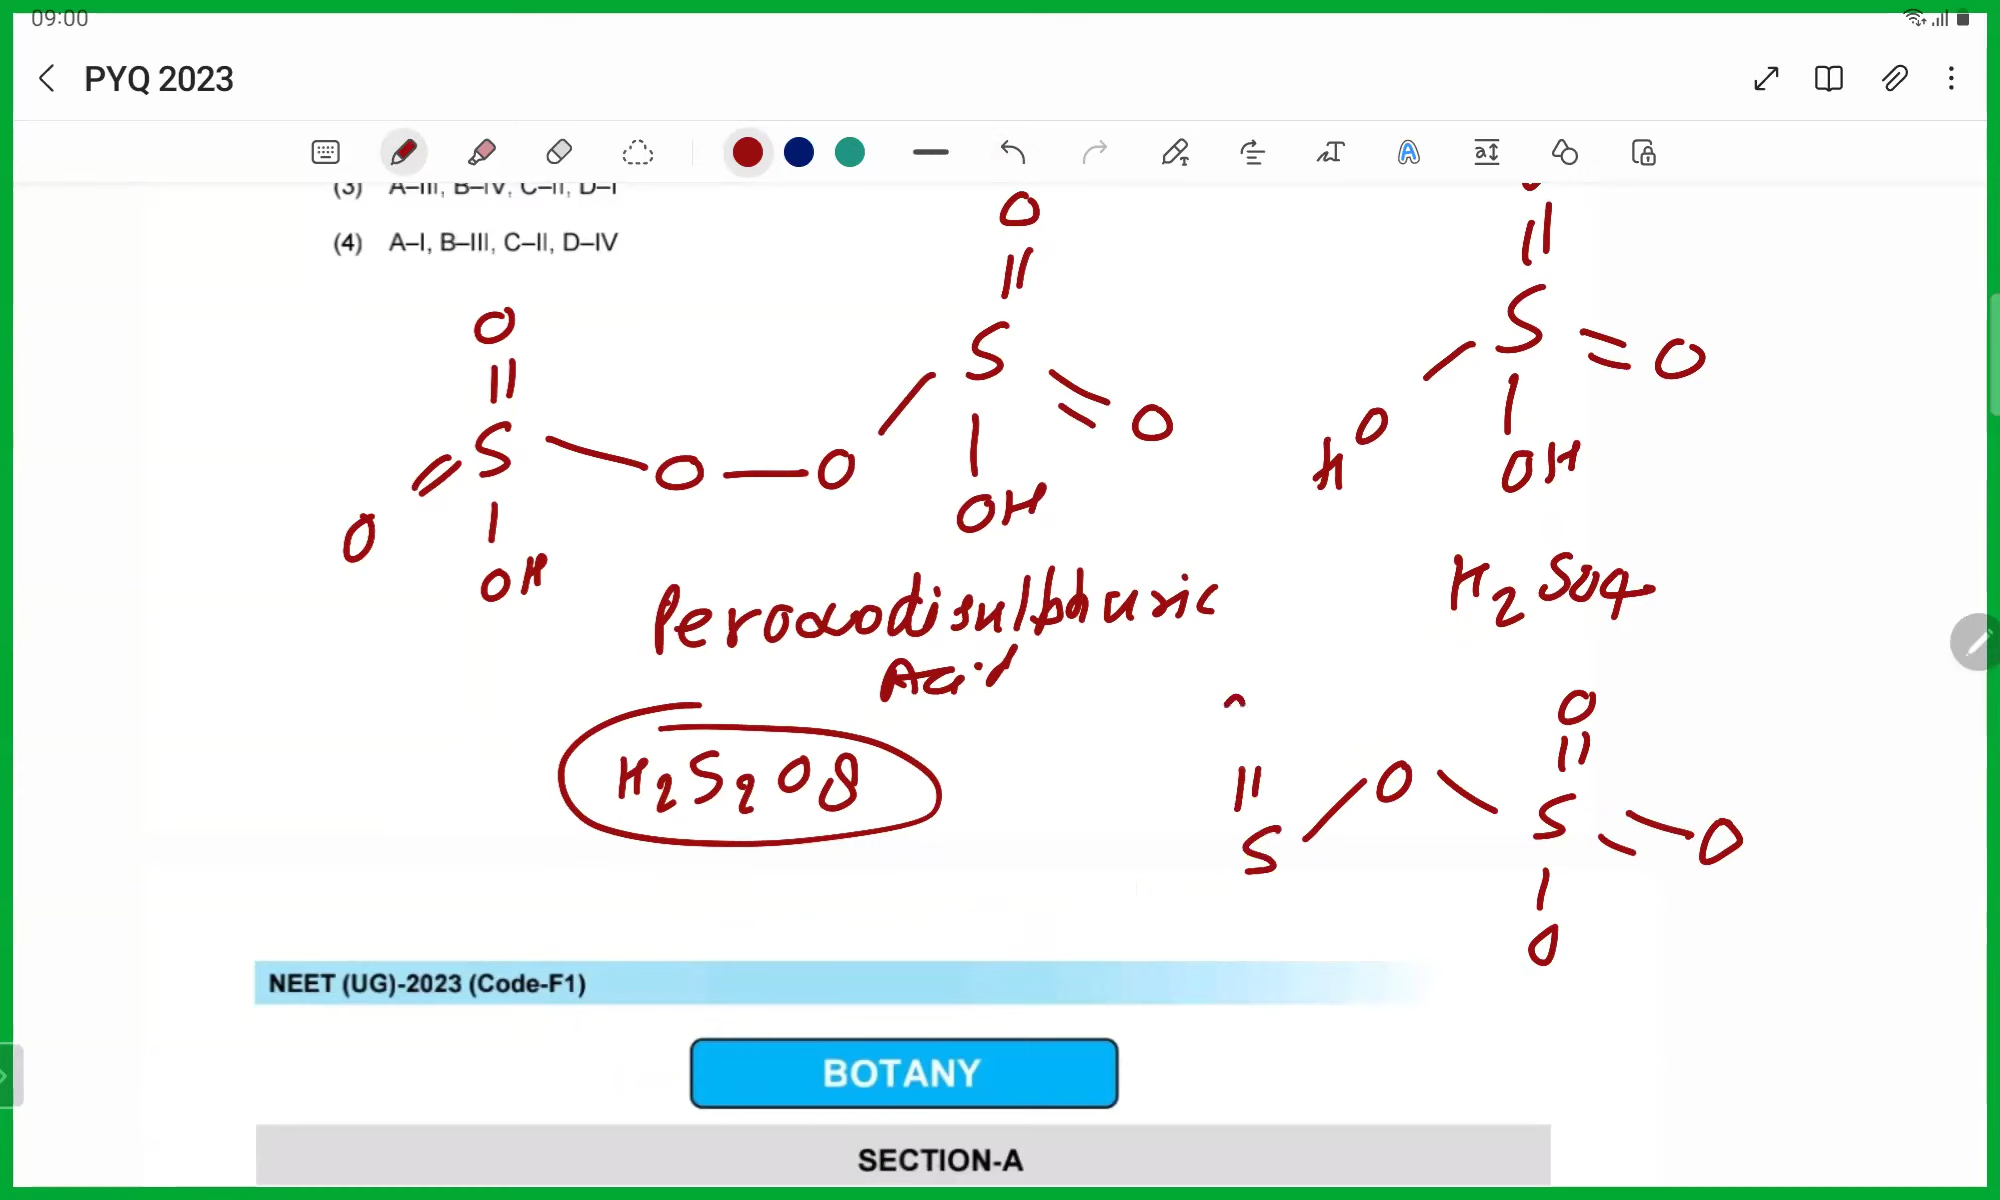 09:00
PYQ 2023
(3) A–III, B–IV, C–II, D–I
(4) A–I, B–III, C–II, D–IV
O
O
S
S
O
S
O
O
O
O
HO
OH
O
OH
OH
Peroxodisulphuric
Acid
H2SO4
H2S2O8
O
O
S
S
O
O
NEET (UG)-2023 (Code-F1)
BOTANY
SECTION-A